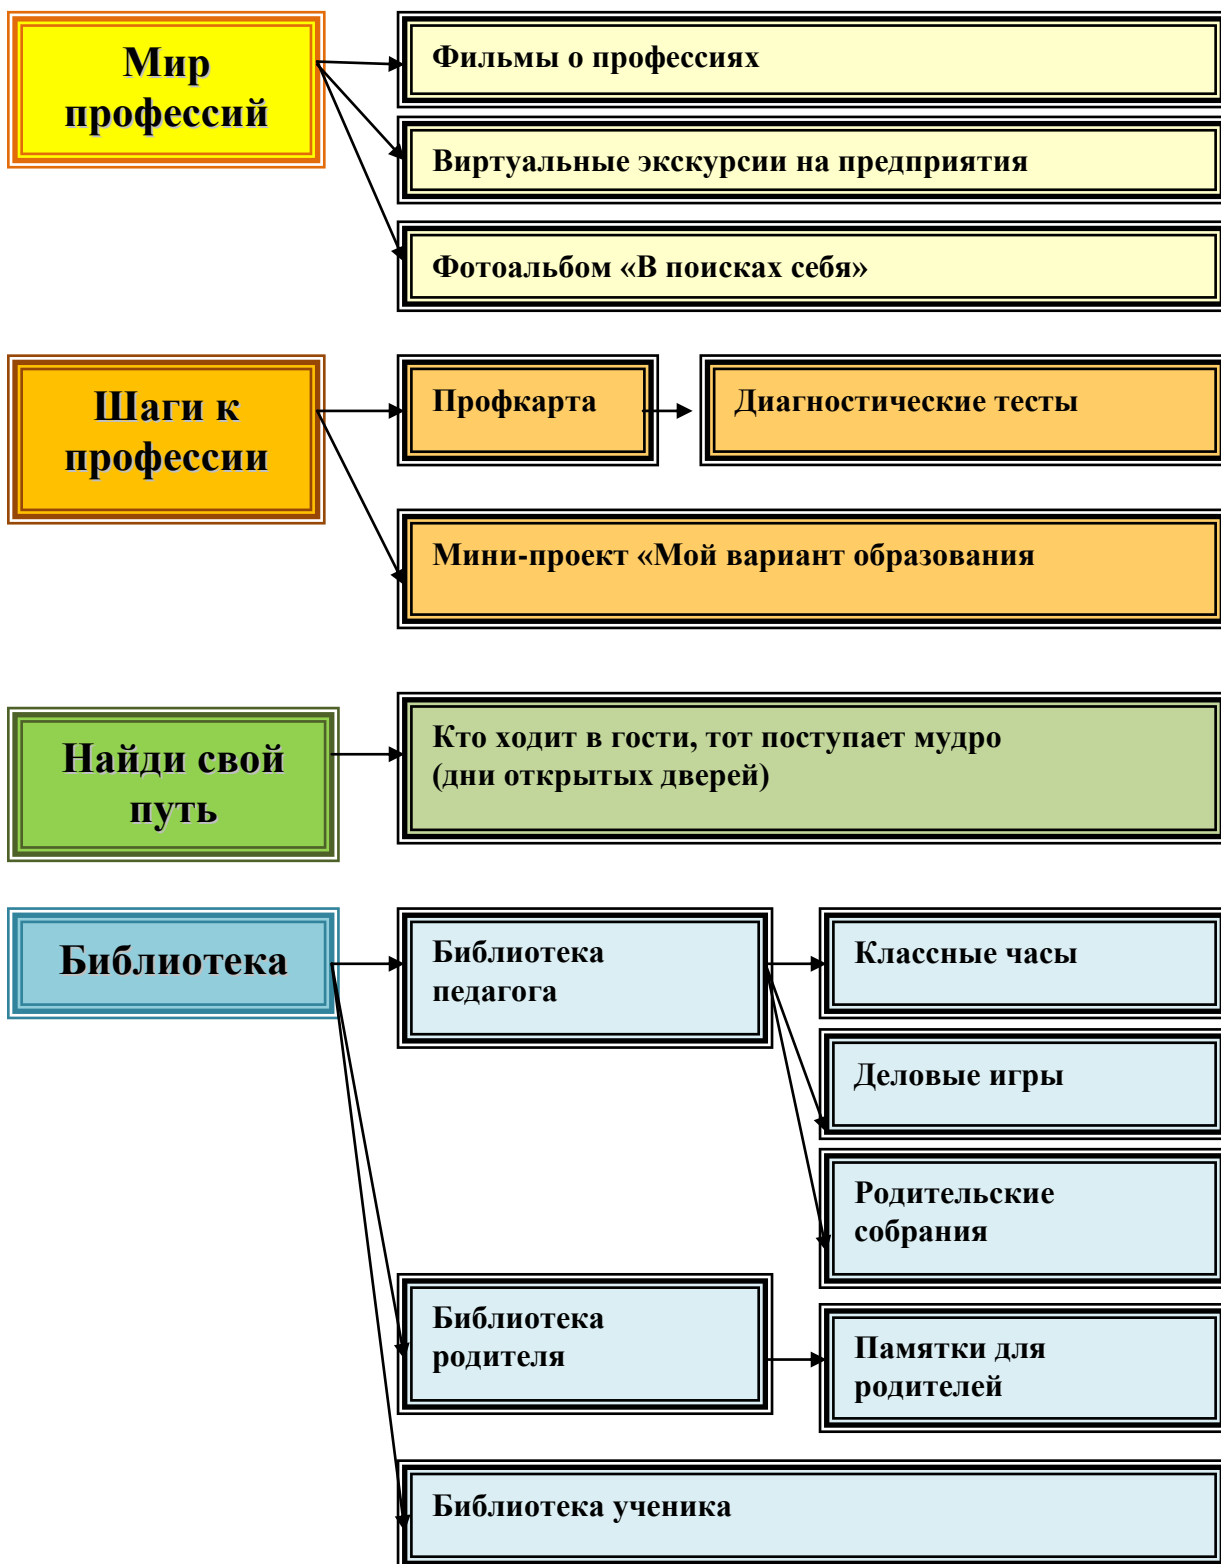 Мир
профессий
Фильмы о профессиях
Виртуальные экскурсии на предприятия
Фотоальбом «В поисках себя»
Шаги к
профессии
Профкарта
Диагностические тесты
Мини-проект «Мой вариант образования
Найди свой
путь
Кто ходит в гости, тот поступает мудро
(дни открытых дверей)
Библиотека
Библиотека
педагога
Классные часы
Деловые игры
Родительские
собрания
Библиотека
родителя
Памятки для
родителей
Библиотека ученика